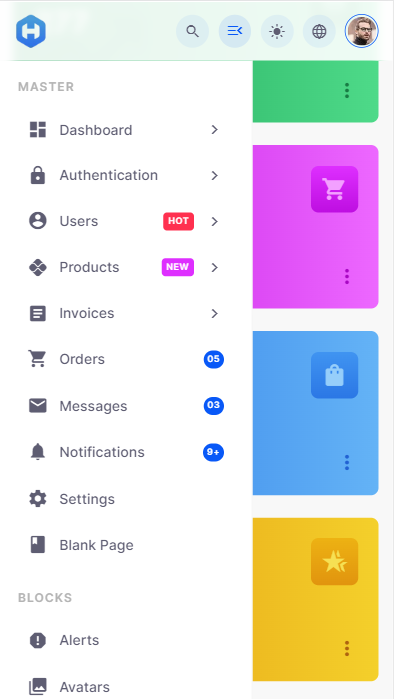 MASTER
Dashboard
Authentication
Users HOT
Products NEW
Invoices
Orders 05
Messages 03
Notifications 9+
Settings
Blank Page
BLOCKS
Alerts
Avatars